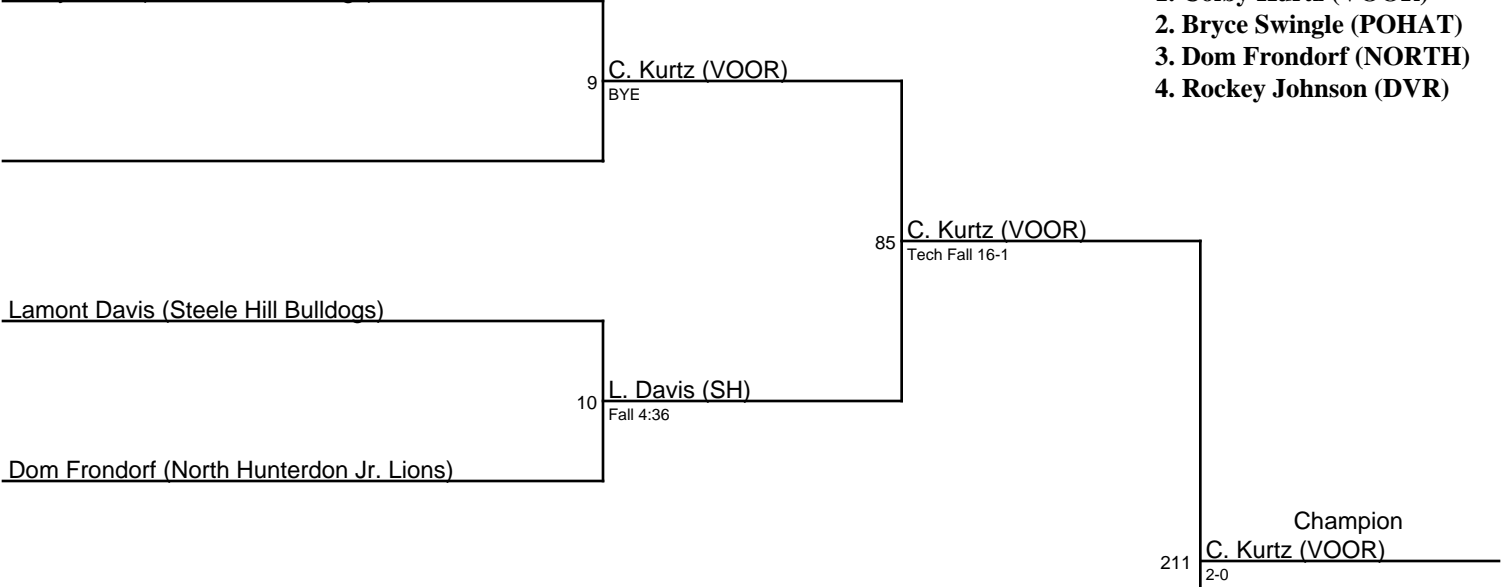 2. Bryce Swingle (POHAT)
3. Dom Frondorf (NORTH)
4. Rockey Johnson (DVR)
C. Kurtz (VOOR)
9
BYE
C. Kurtz (VOOR)
85
Tech Fall 16-1
Lamont Davis (Steele Hill Bulldogs)
L. Davis (SH)
10
Fall 4:36
Dom Frondorf (North Hunterdon Jr. Lions)
Champion
C. Kurtz (VOOR)
211
2-0